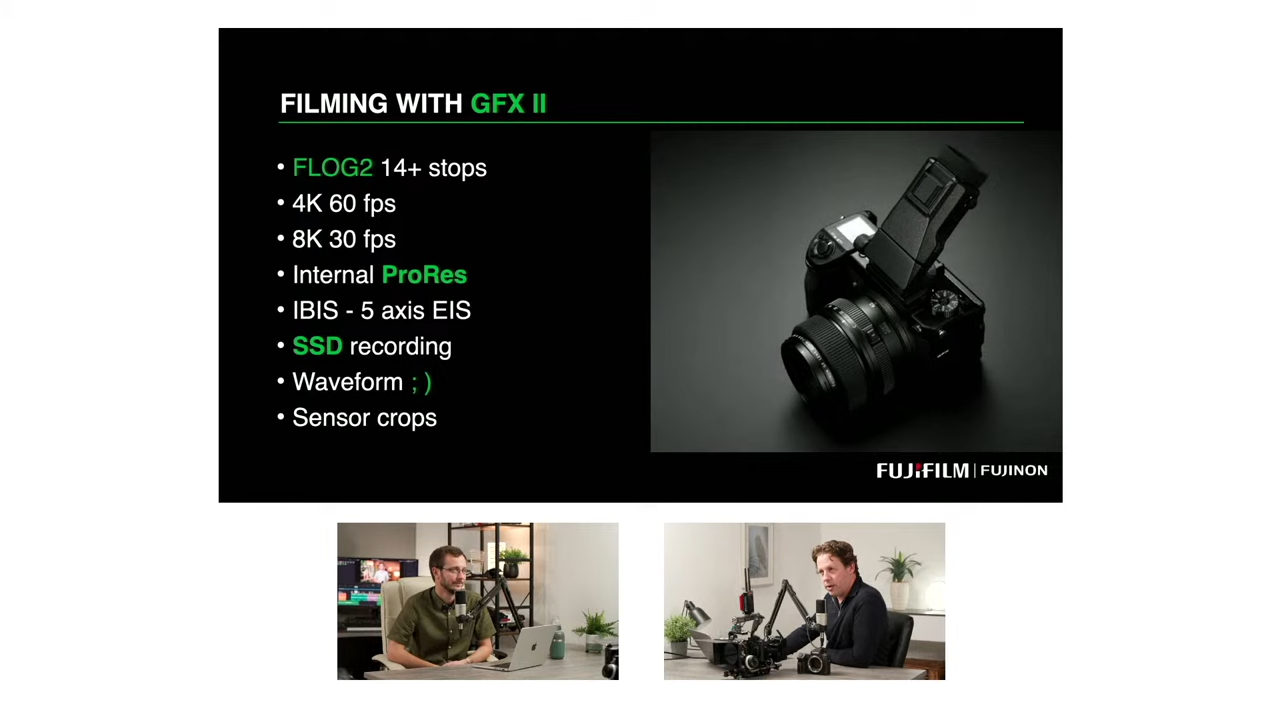 FILMING WITH GFX II
• FLOG2 14+ stops
• 4K 60 fps
• 8K 30 fps
• Internal ProRes
• IBIS - 5 axis EIS
• SSD recording
• Waveform ; )
• Sensor crops
FUJIFILM | FUJINON